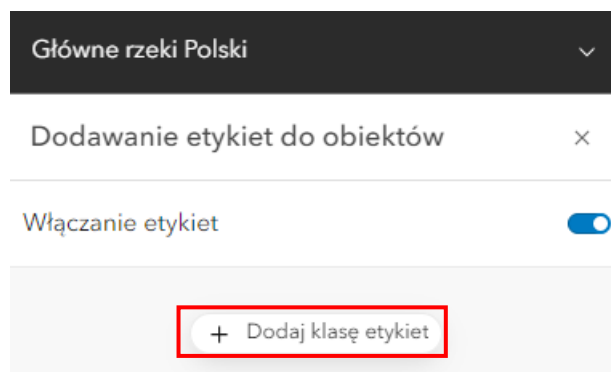 Główne rzeki Polski
Dodawanie etykiet do obiektów
Włączanie etykiet
+ Dodaj klasę etykiet